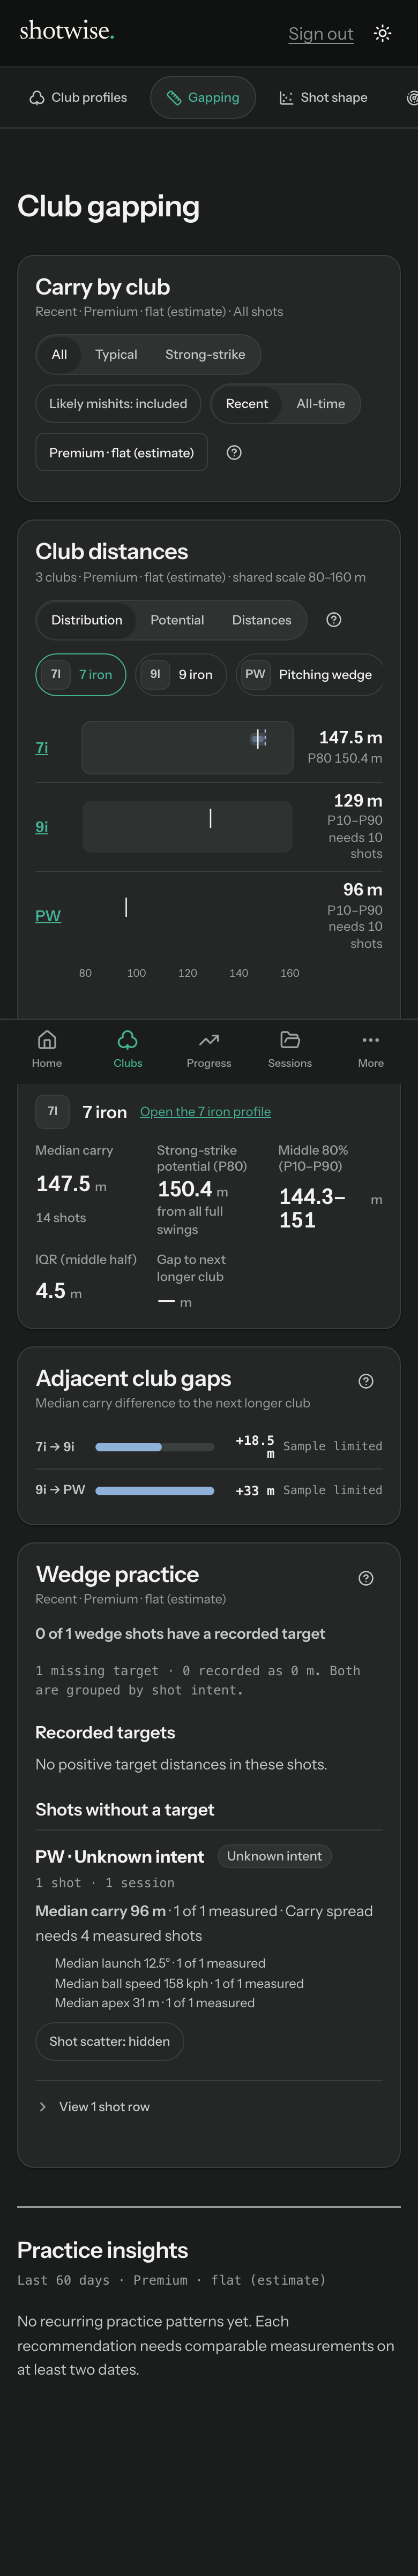 shotwise.
Sign out
Club profiles
Gapping
Shot shape
Club gapping
Carry by club
Recent · Premium · flat (estimate) · All shots
All
Typical
Strong-strike
Likely mishits: included
Recent
All-time
Premium · flat (estimate)
Club distances
3 clubs · Premium · flat (estimate) · shared scale 80–160 m
Distribution
Potential
Distances
7I
7 iron
9I
9 iron
PW
Pitching wedge
7i
147.5 m
P80 150.4 m
9i
129 m
P10–P90
needs 10
shots
PW
96 m
P10–P90
needs 10
shots
80 100 120 140 160
Home
Clubs
Progress
Sessions
More
7I
7 iron
Open the 7 iron profile
Median carry
147.5 m
14 shots
Strong-strike
potential (P80)
150.4 m
from all full
swings
Middle 80%
(P10–P90)
144.3–
151
m
IQR (middle half)
4.5 m
Gap to next
longer club
— m
Adjacent club gaps
Median carry difference to the next longer club
7i → 9i
+18.5
m
Sample limited
9i → PW
+33 m
Sample limited
Wedge practice
Recent · Premium · flat (estimate)
0 of 1 wedge shots have a recorded target
1 missing target · 0 recorded as 0 m. Both
are grouped by shot intent.
Recorded targets
No positive target distances in these shots.
Shots without a target
PW · Unknown intent
Unknown intent
1 shot · 1 session
Median carry 96 m · 1 of 1 measured · Carry spread
needs 4 measured shots
Median launch 12.5° · 1 of 1 measured
Median ball speed 158 kph · 1 of 1 measured
Median apex 31 m · 1 of 1 measured
Shot scatter: hidden
View 1 shot row
Practice insights
Last 60 days · Premium · flat (estimate)
No recurring practice patterns yet. Each
recommendation needs comparable measurements on
at least two dates.